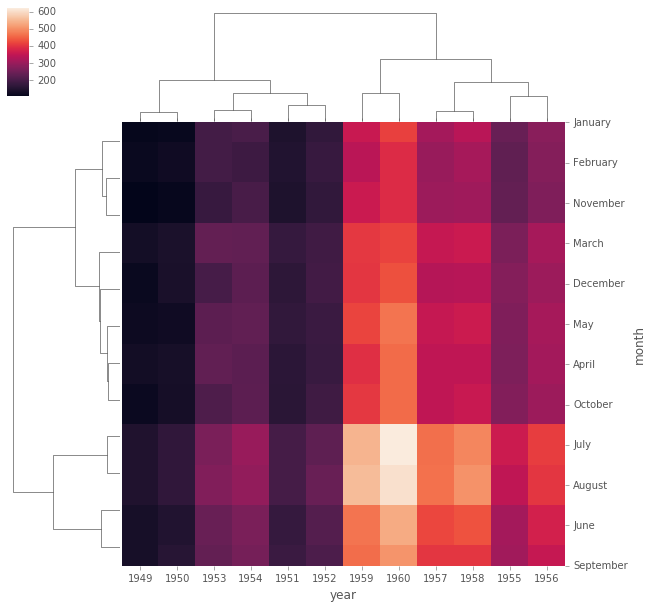 600
500
400
300
200
January
February
November
March
December
May
April
October
July
August
June
September
month
1949 1950 1953 1954 1951 1952 1959 1960 1957 1958 1955 1956
year